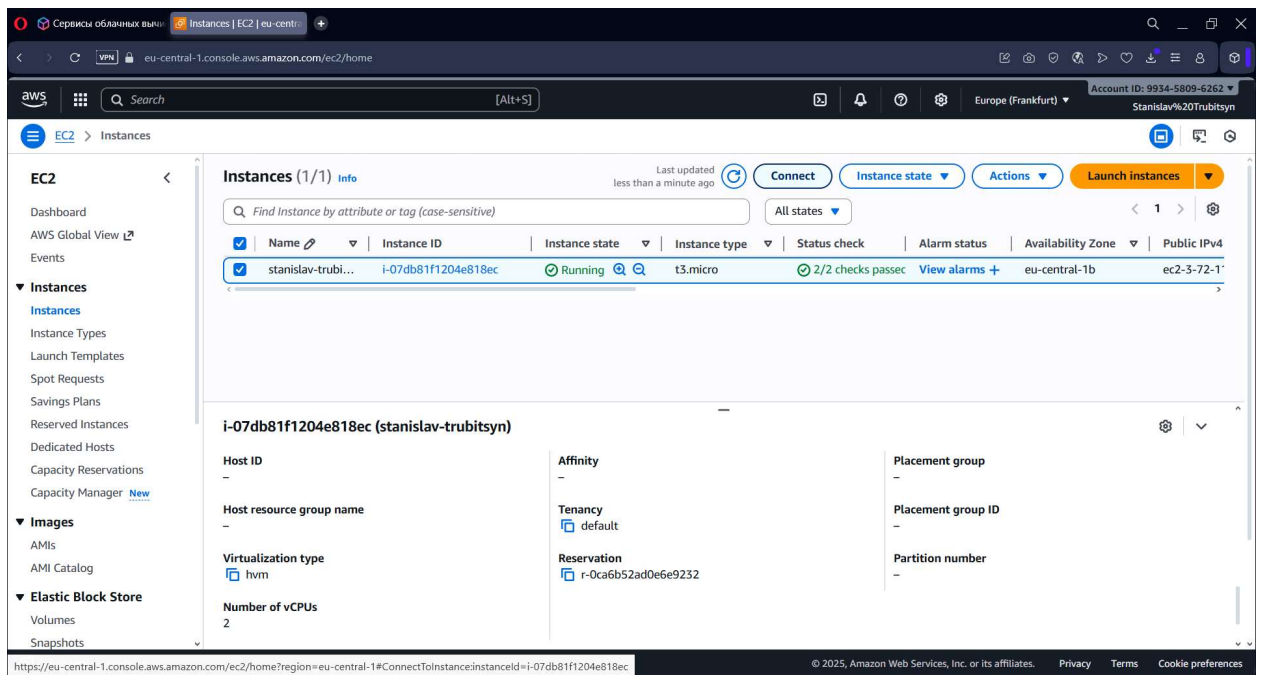 Сервисы облачных вычи
Instances | EC2 | eu-centra
VPN eu-central-1.console.aws.amazon.com/ec2/home
aws Search [Alt+S] Europe (Frankfurt) Account ID: 9934-5809-6262
Stanislav%20Trubitsyn
EC2 > Instances
EC2
Dashboard
AWS Global View
Events
Instances
Instances
Instance Types
Launch Templates
Spot Requests
Savings Plans
Reserved Instances
Dedicated Hosts
Capacity Reservations
Capacity Manager New
Images
AMIs
AMI Catalog
Elastic Block Store
Volumes
Snapshots
Instances (1/1) Info
Last updated
less than a minute ago
Connect Instance state Actions Launch instances
Find Instance by attribute or tag (case-sensitive) All states 1
Name Instance ID Instance state Instance type Status check Alarm status Availability Zone Public IPv4
stanislav-trubi... i-07db81f1204e818ec Running t3.micro 2/2 checks passec View alarms + eu-central-1b ec2-3-72-1
i-07db81f1204e818ec (stanislav-trubitsyn)
Host ID Affinity Placement group
– – –
Host resource group name Tenancy Placement group ID
– default –
Virtualization type Reservation Partition number
hvm r-0ca6b52ad0e6e9232 –
Number of vCPUs
2
https://eu-central-1.console.aws.amazon.com/ec2/home?region=eu-central-1#ConnectToInstance:instanceId=i-07db81f1204e818ec
© 2025, Amazon Web Services, Inc. or its affiliates. Privacy Terms Cookie preferences